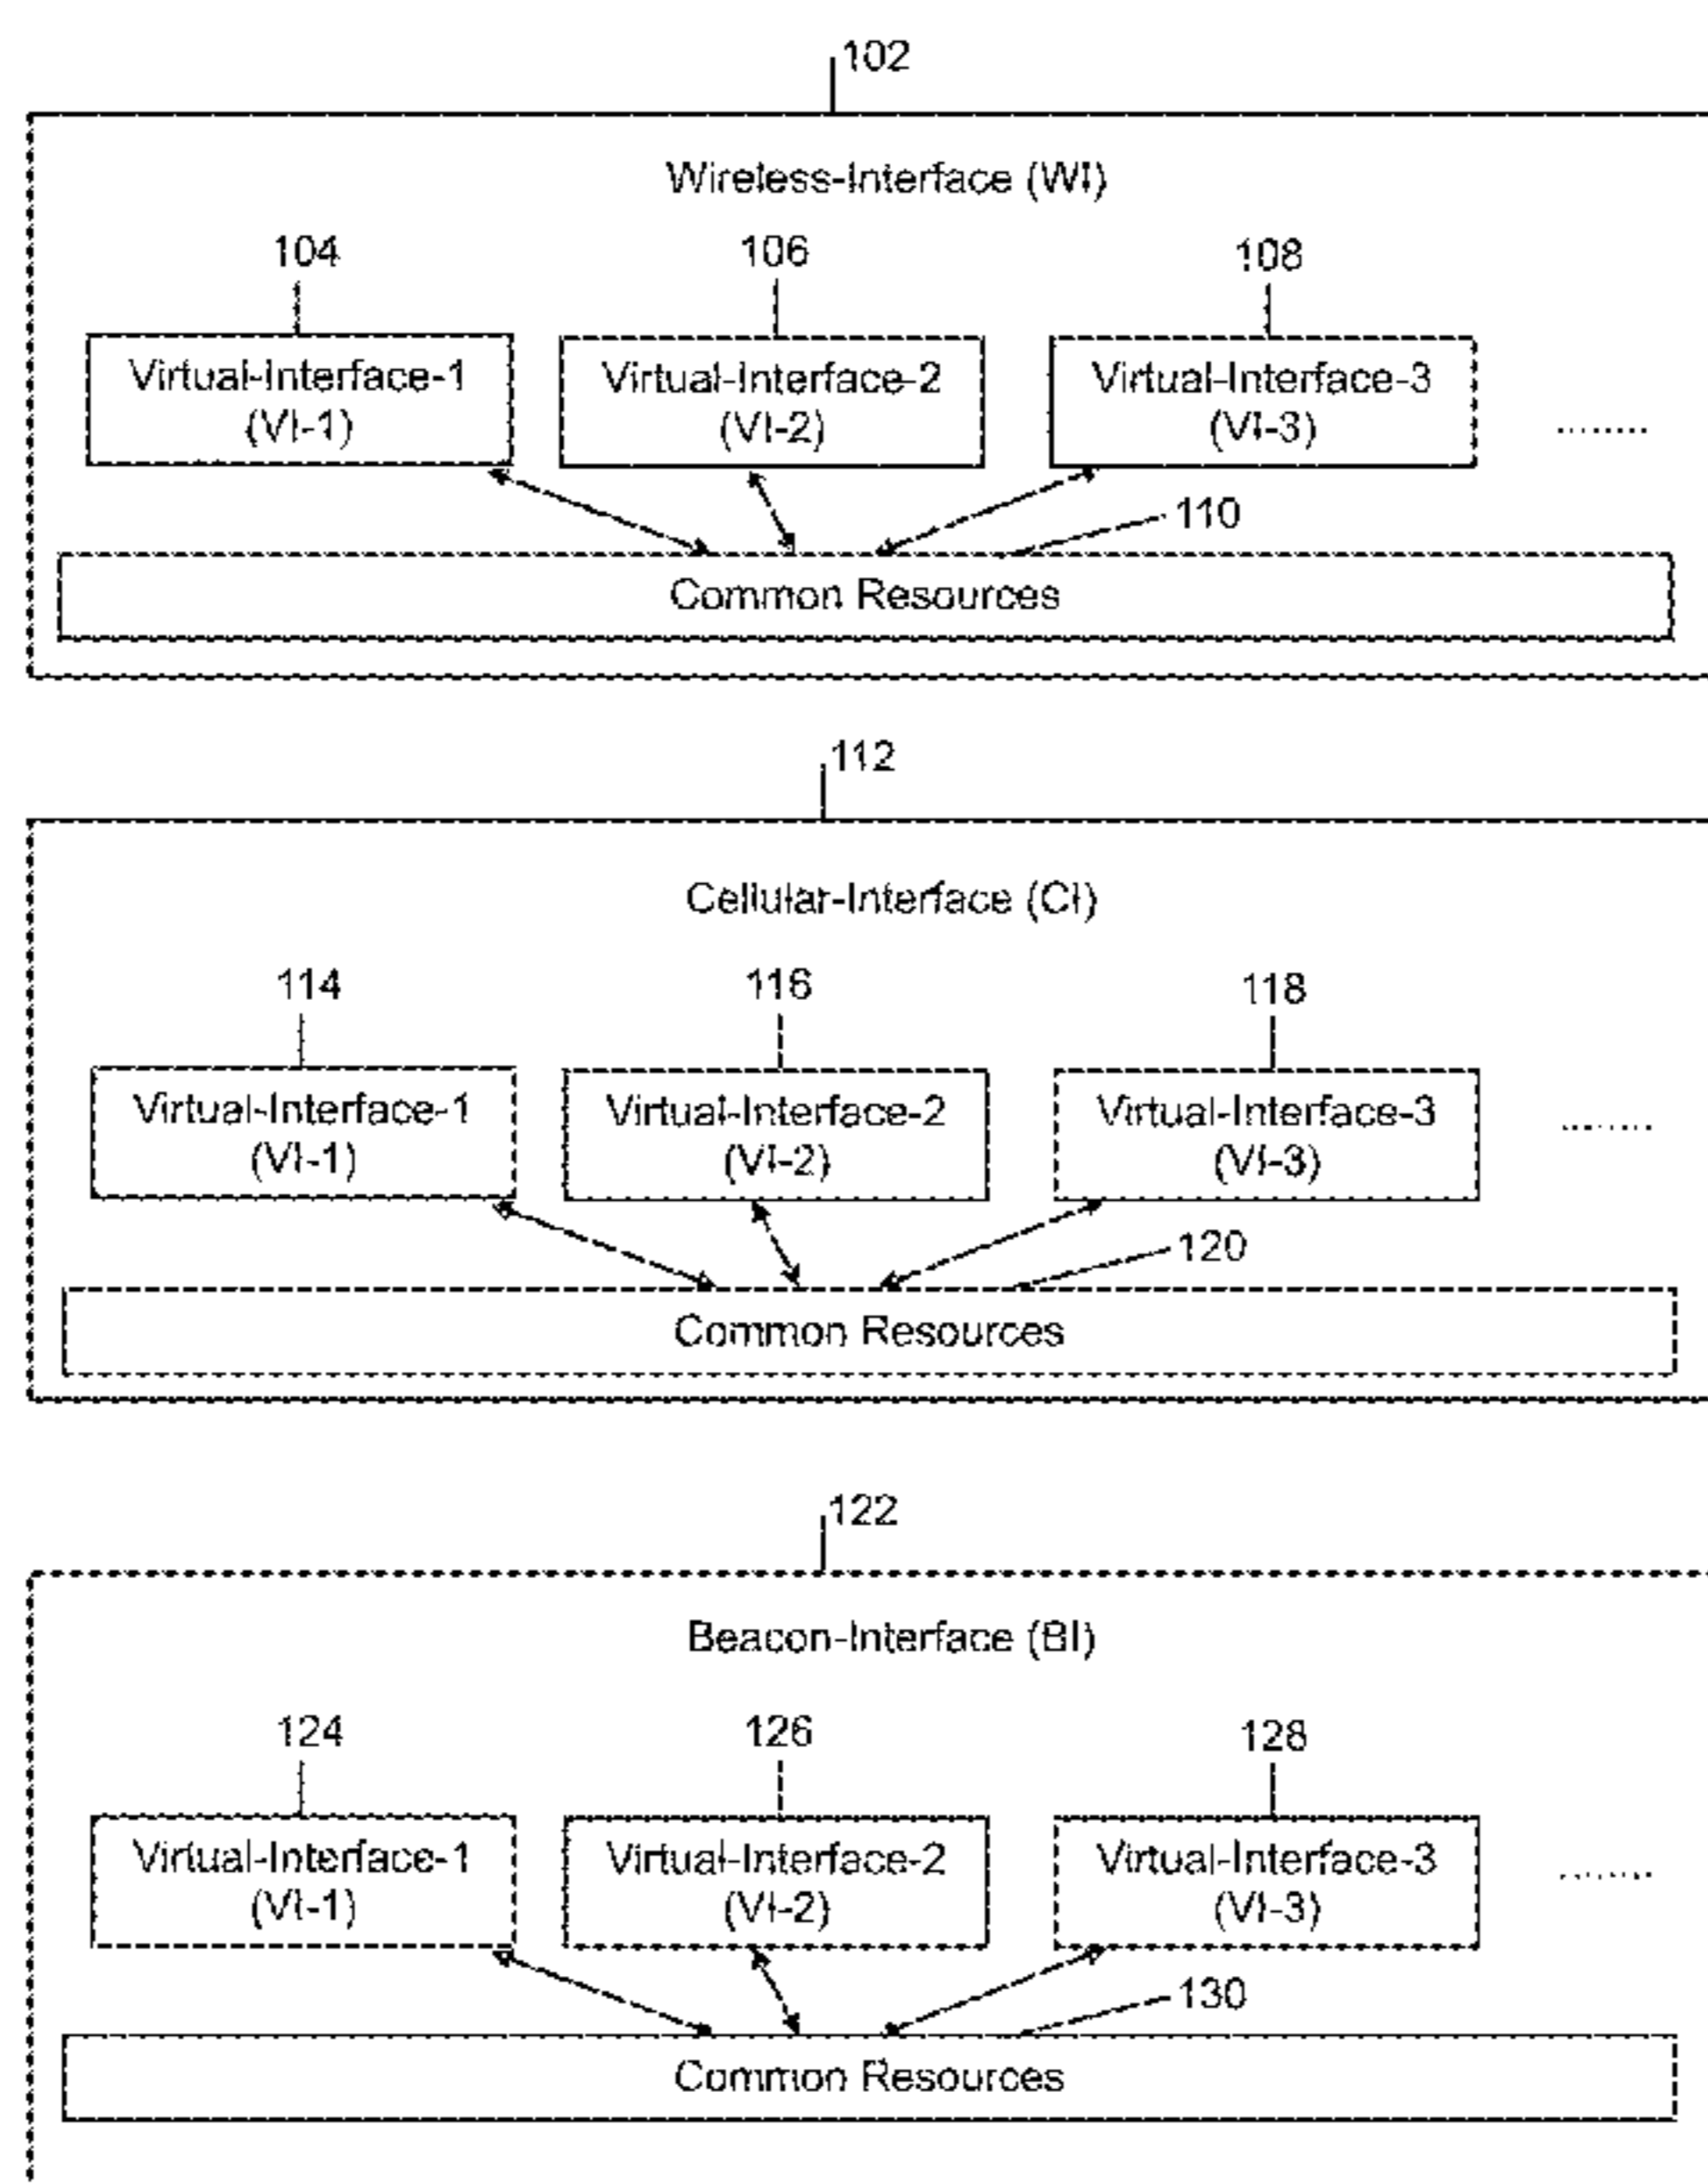 102
Wireless-Interface (WI)
104 106 108
Virtual-Interface-1 Virtual-Interface-2 Virtual-Interface-3
(VI-1) (VI-2) (VI-3) ........
110
Common Resources
112
Cellular-Interface (CI)
114 116 118
Virtual-Interface-1 Virtual-Interface-2 Virtual-Interface-3
(VI-1) (VI-2) (VI-3) ........
120
Common Resources
122
Beacon-Interface (BI)
124 126 128
Virtual-Interface-1 Virtual-Interface-2 Virtual-Interface-3
(VI-1) (VI-2) (VI-3) ........
130
Common Resources